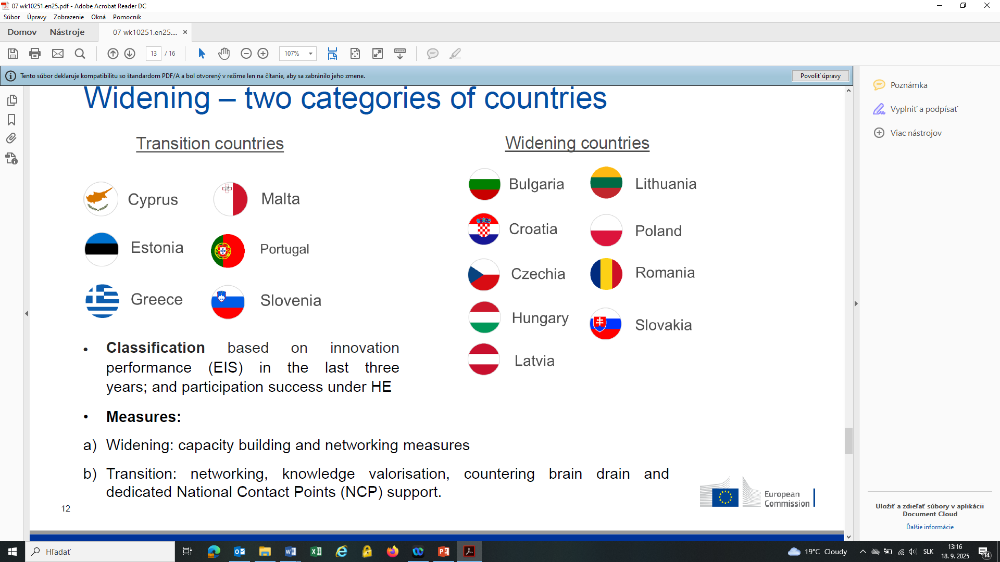 07 wk10251.en25.pdf - Adobe Acrobat Reader DC
Súbor Úpravy Zobrazenie Okná Pomocník
Domov Nástroje 07 wk10251.en25....
13 / 16 107%
Tento súbor deklaruje kompatibilitu so štandardom PDF/A a bol otvorený v režime len na čítanie, aby sa zabránilo jeho zmene.
Povoliť úpravy
Widening – two categories of countries
Transition countries
Cyprus Malta
Estonia Portugal
Greece Slovenia
Widening countries
Bulgaria Lithuania
Croatia Poland
Czechia Romania
Hungary Slovakia
Latvia
• Classification based on innovation
performance (EIS) in the last three
years; and participation success under HE
• Measures:
a) Widening: capacity building and networking measures
b) Transition: networking, knowledge valorisation, countering brain drain and
dedicated National Contact Points (NCP) support.
12
European
Commission
Poznámka
Vyplniť a podpísať
Viac nástrojov
Uložiť a zdieľať súbory v aplikácii
Document Cloud
Ďalšie informácie
Hľadať
19°C Cloudy
SLK
13:16
18. 9. 2025
14